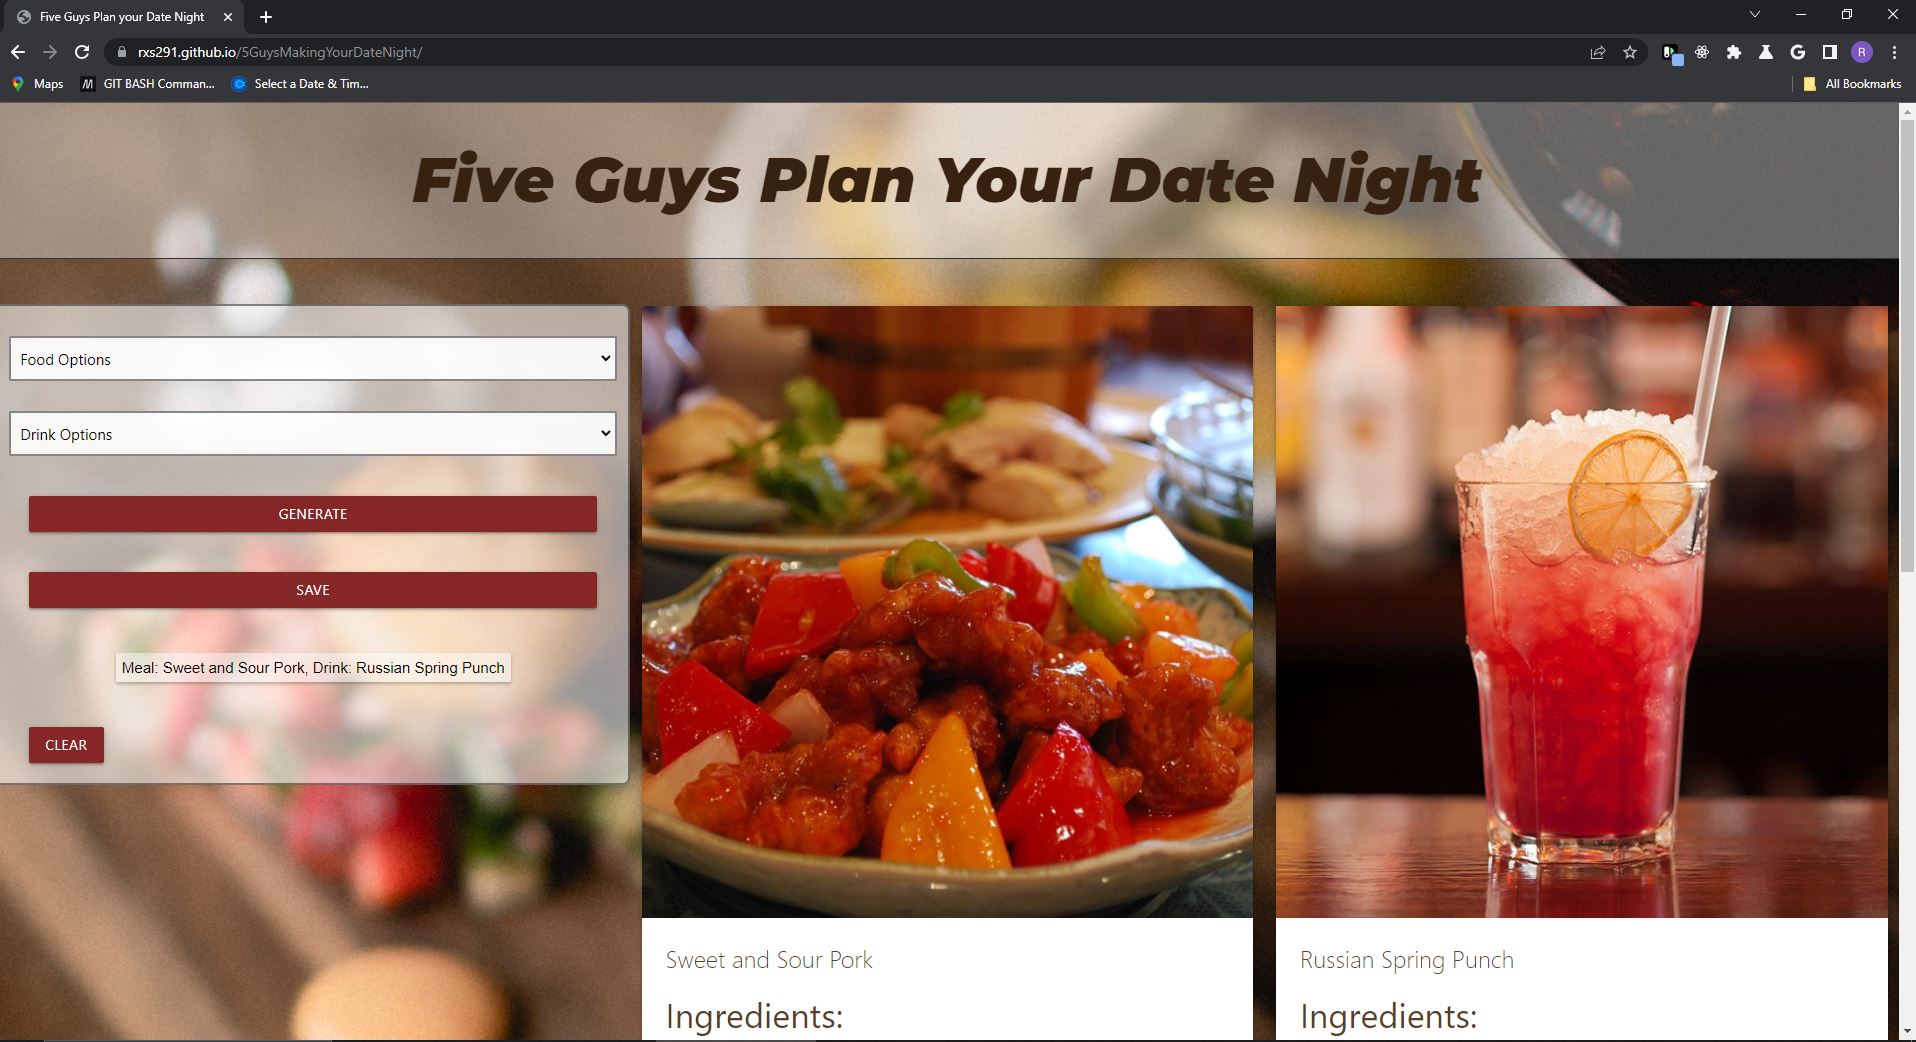 Five Guys Plan your Date Night
rxs291.github.io/5GuysMakingYourDateNight/
R
Maps
GIT BASH Comman...
Select a Date & Tim...
All Bookmarks
Five Guys Plan Your Date Night
Food Options
Drink Options
GENERATE
SAVE
Meal: Sweet and Sour Pork, Drink: Russian Spring Punch
CLEAR
Sweet and Sour Pork
Ingredients:
Russian Spring Punch
Ingredients: